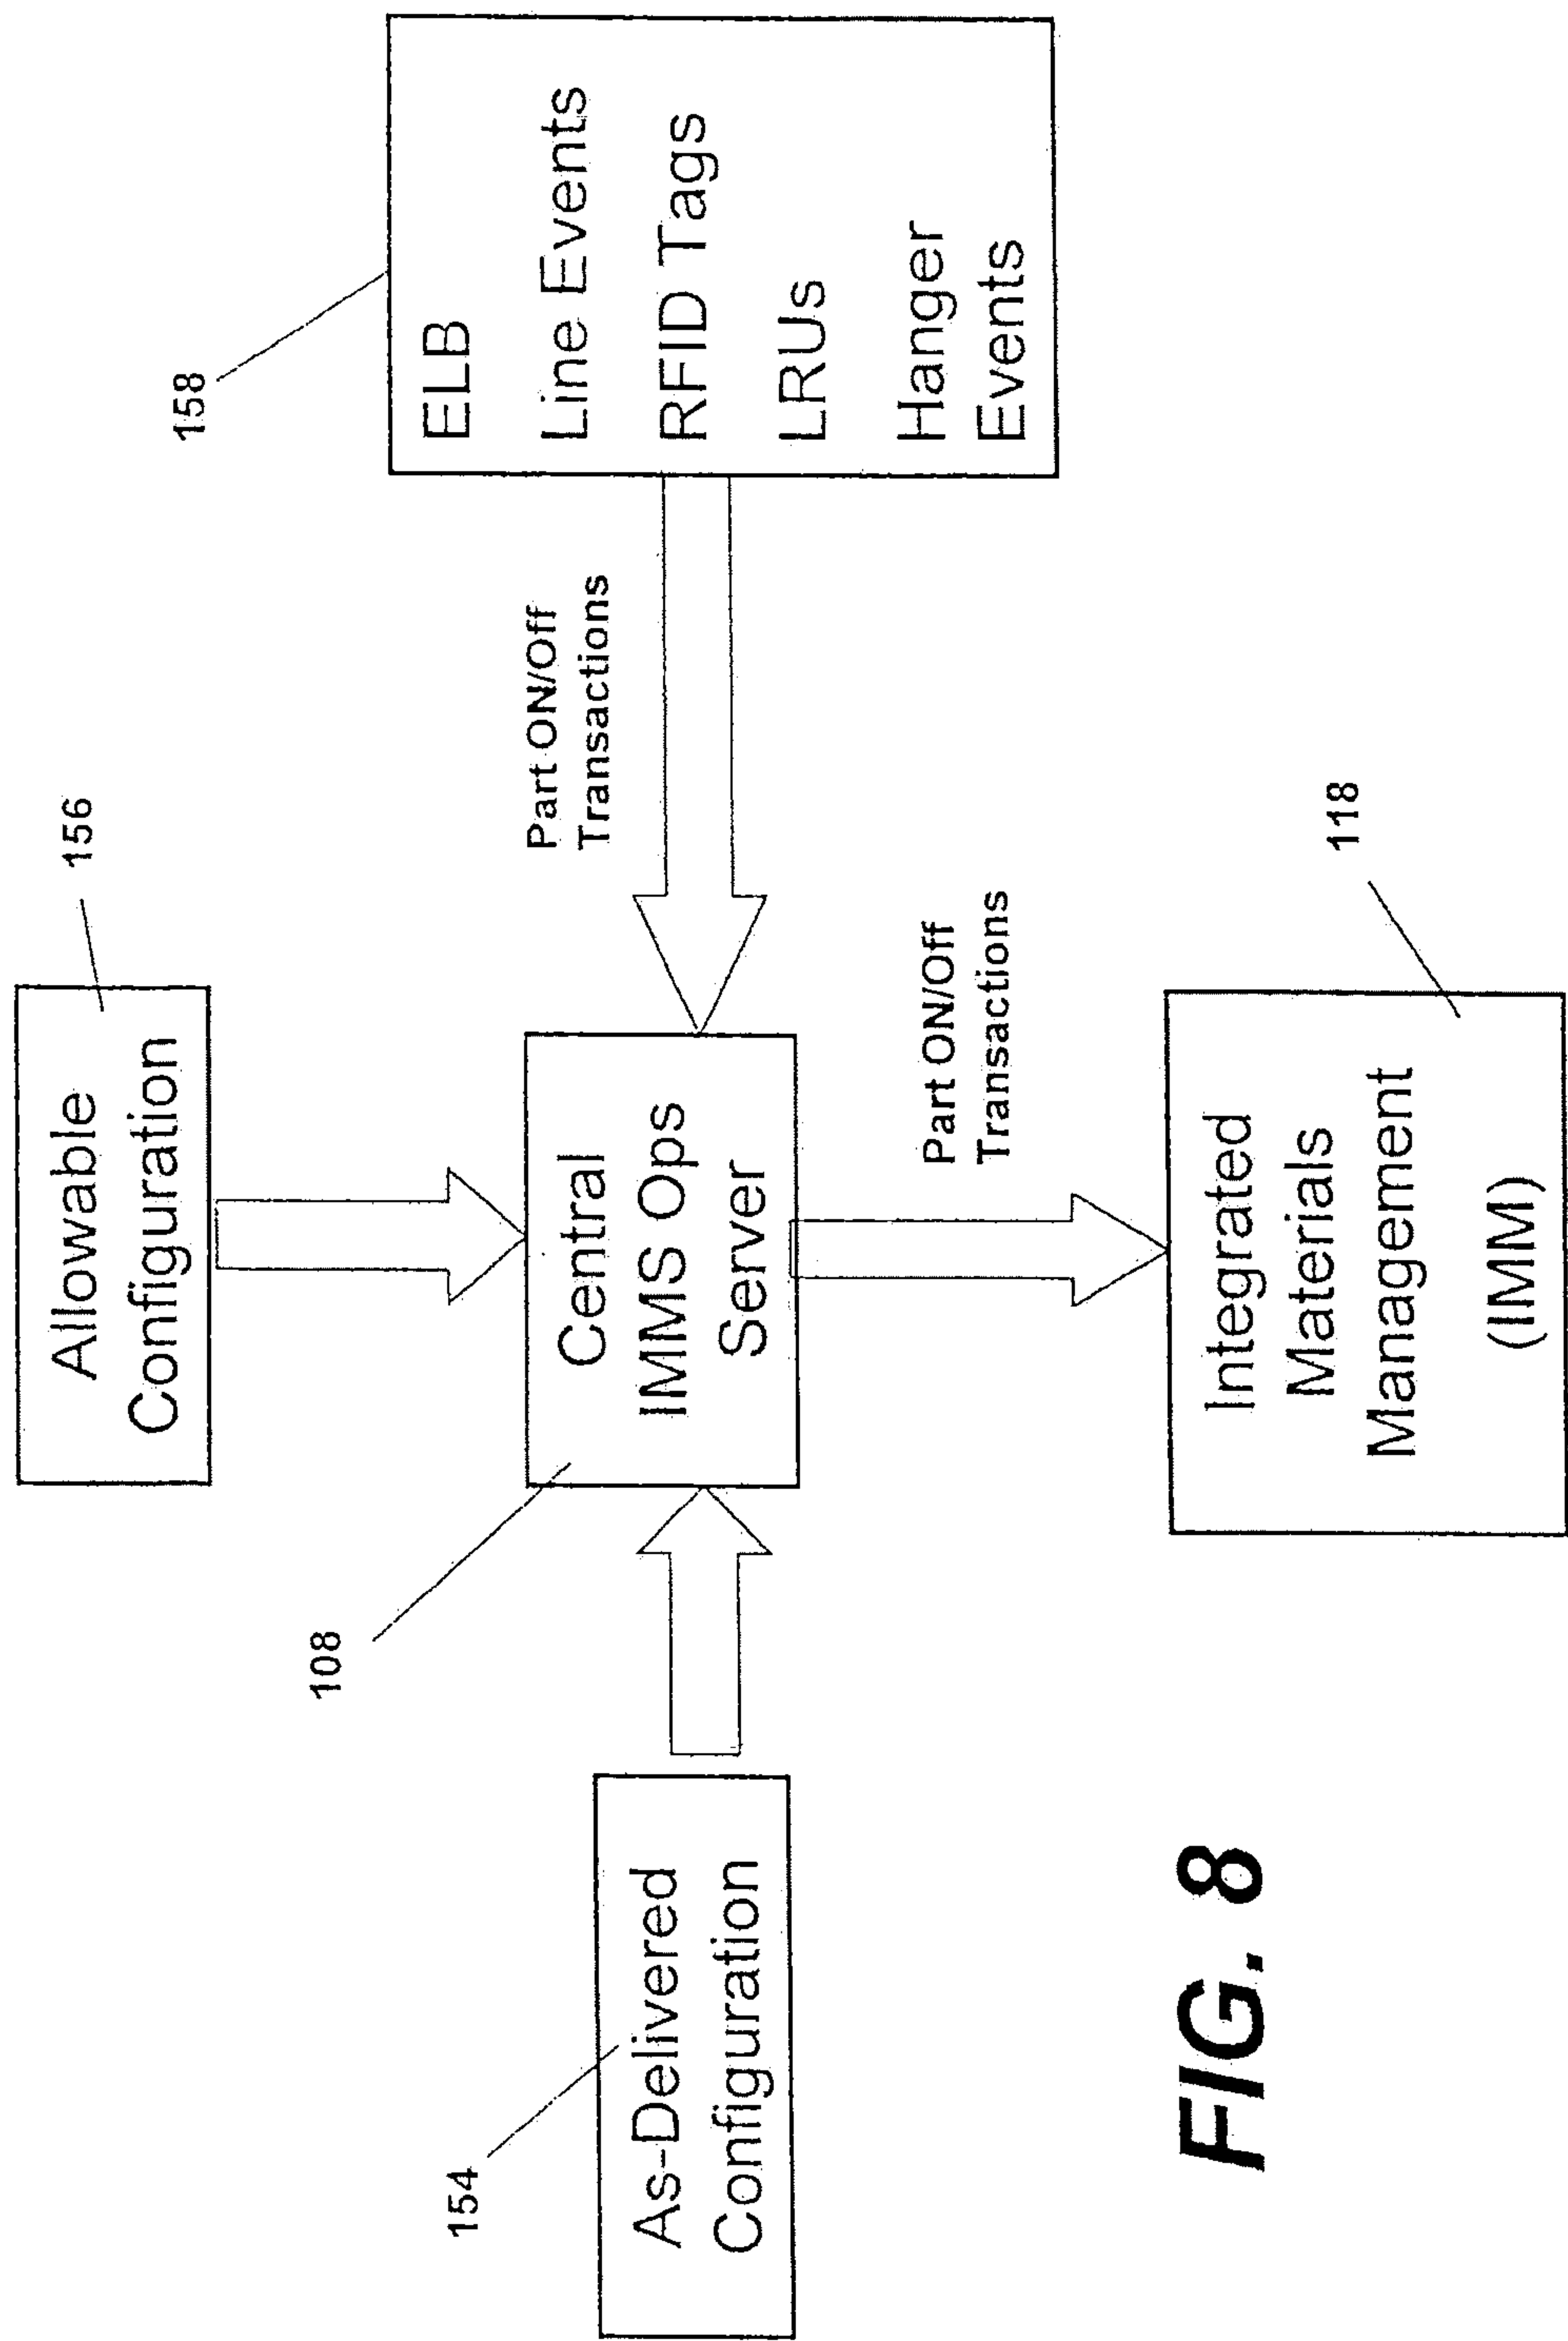 156
Allowable
Configuration
158
ELB
Line Events
RFID Tags
LRUs
Hanger
Events
108
Central
IMMS Ops
Server
Part ON/Off
Transactions
154
As-Delivered
Configuration
Part ON/Off
Transactions
118
Integrated
Materials
Management
(IMM)
FIG. 8